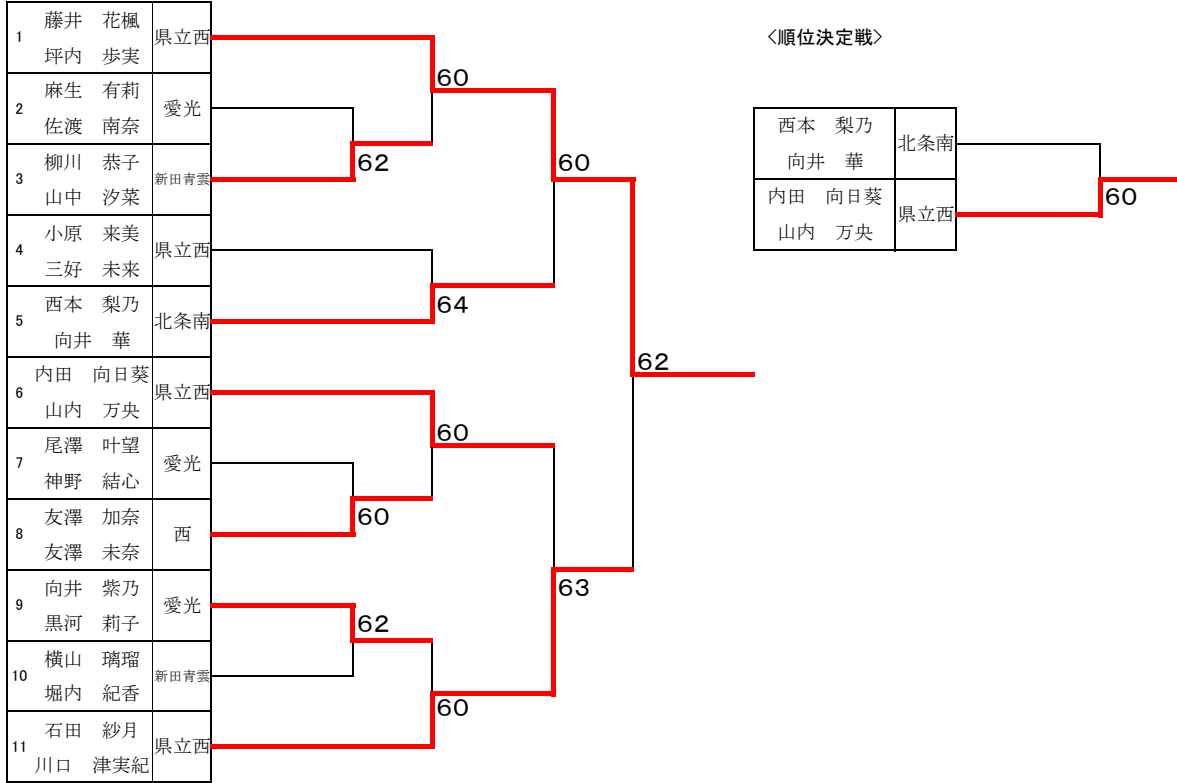 1 藤井 花楓 県立西
坪内 歩実
2 麻生 有莉 愛光
佐渡 南奈
3 柳川 恭子 新田青雲
山中 汐菜
4 小原 来美 県立西
三好 未来
5 西本 梨乃 北条南
向井 華
6 内田 向日葵 県立西
山内 万央
7 尾澤 叶望 愛光
神野 結心
8 友澤 加奈 西
友澤 未奈
9 向井 紫乃 愛光
黒河 莉子
10 横山 璃瑠 新田青雲
堀内 紀香
11 石田 紗月 県立西
川口 津実紀
60
62
60
64
62
60
60
63
62
60
<順位決定戦>
西本 梨乃 北条南
向井 華
内田 向日葵 県立西
山内 万央
60